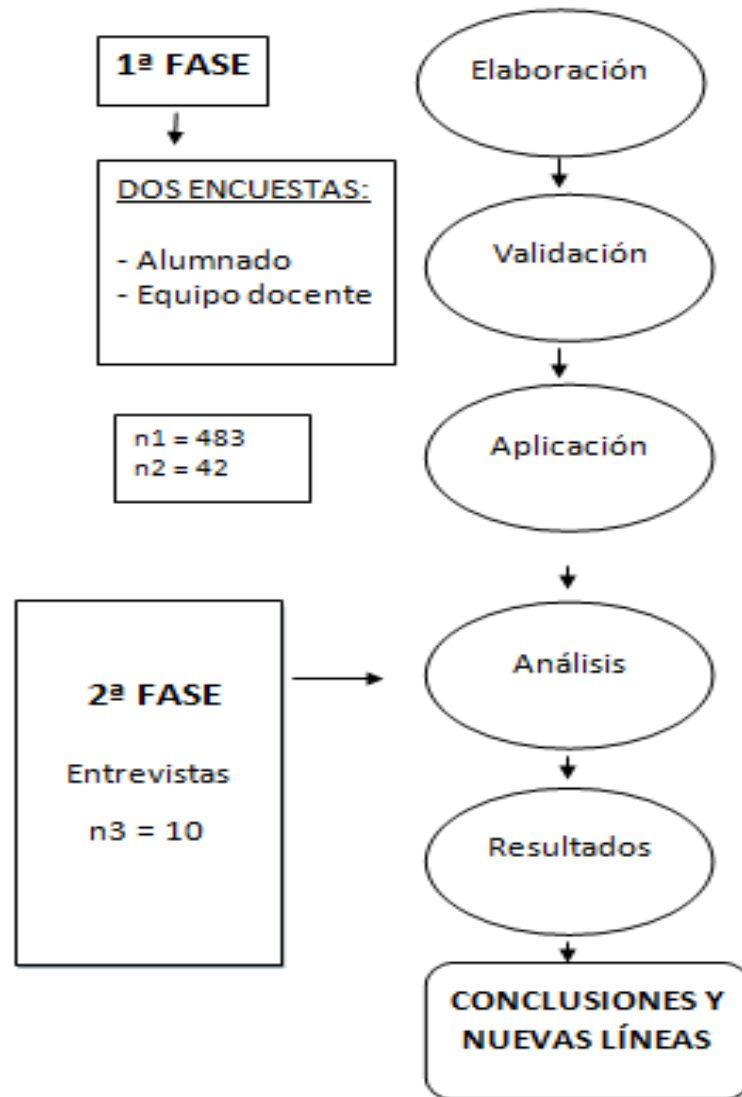 1ª FASE
DOS ENCUESTAS:
- Alumnado
- Equipo docente
n1 = 483
n2 = 42
2ª FASE
Entrevistas
n3 = 10
Elaboración
Validación
Aplicación
Análisis
Resultados
CONCLUSIONES Y
NUEVAS LÍNEAS